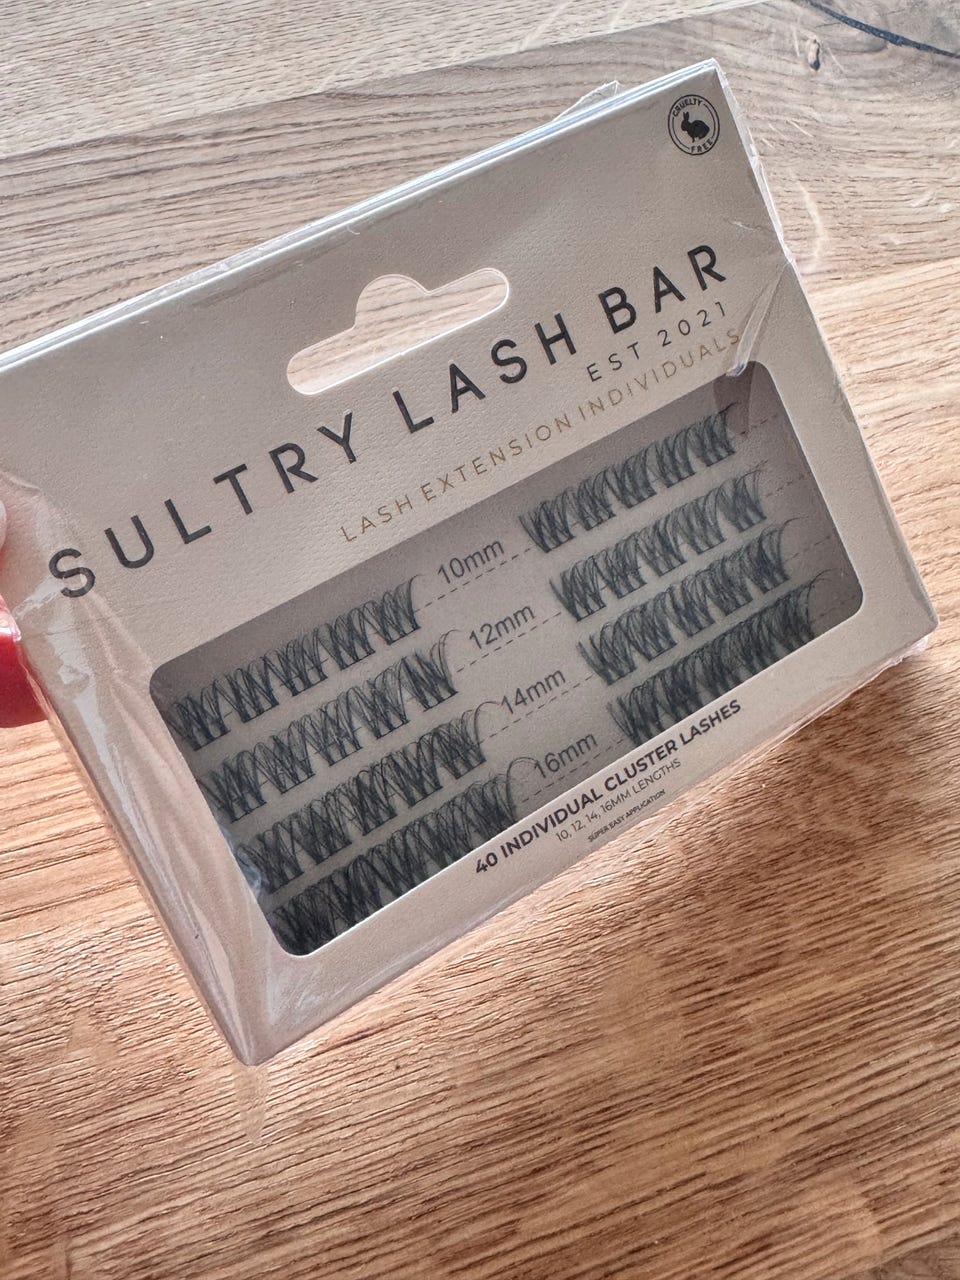 CRUELTY
FREE
SULTRY LASH BAR
EST 2021
LASH EXTENSION INDIVIDUALS
10mm
12mm
14mm
16mm
40 INDIVIDUAL CLUSTER LASHES
10, 12, 14, 16MM LENGTHS
SUPER EASY APPLICATION